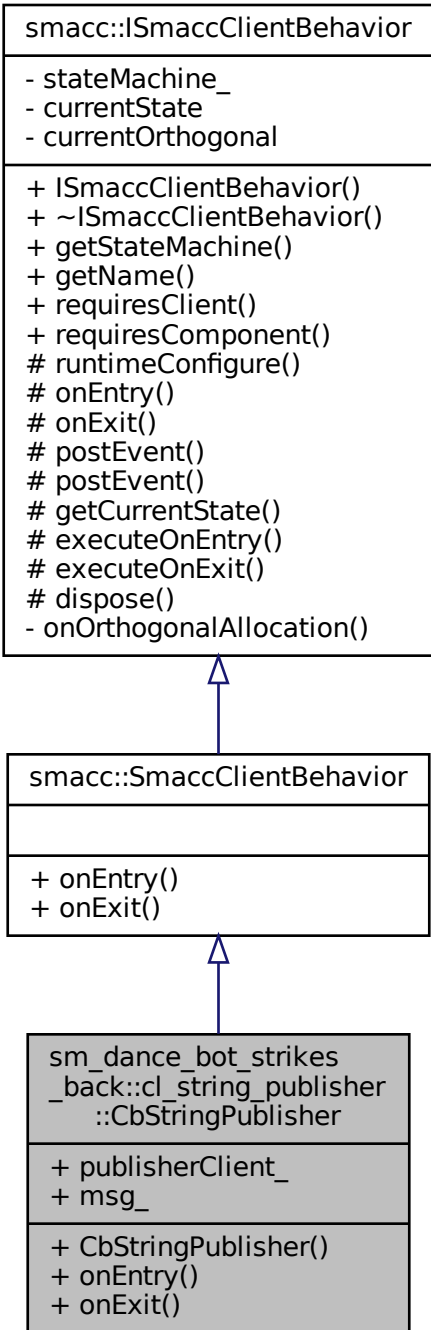 smacc::ISmaccClientBehavior
- stateMachine_
- currentState
- currentOrthogonal
+ ISmaccClientBehavior()
+ ~ISmaccClientBehavior()
+ getStateMachine()
+ getName()
+ requiresClient()
+ requiresComponent()
# runtimeConfigure()
# onEntry()
# onExit()
# postEvent()
# postEvent()
# getCurrentState()
# executeOnEntry()
# executeOnExit()
# dispose()
- onOrthogonalAllocation()
smacc::SmaccClientBehavior
+ onEntry()
+ onExit()
sm_dance_bot_strikes
_back::cl_string_publisher
::CbStringPublisher
+ publisherClient_
+ msg_
+ CbStringPublisher()
+ onEntry()
+ onExit()